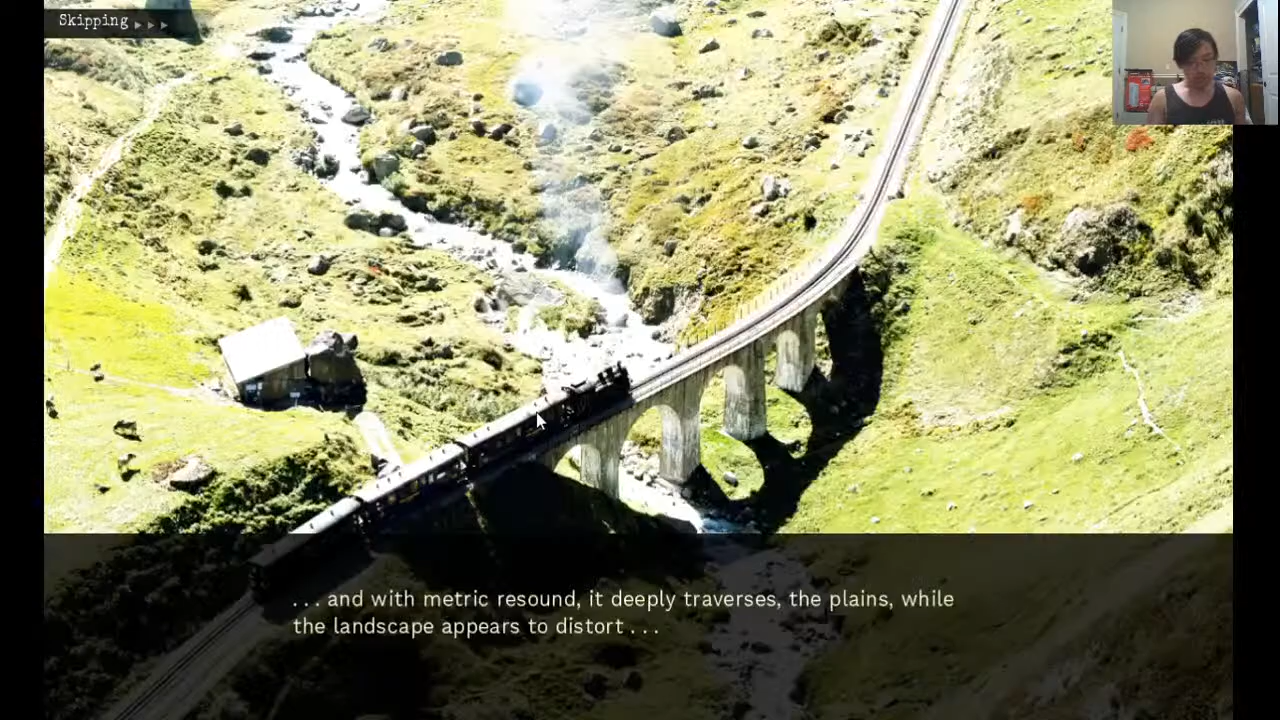 Skipping
. . . and with metric resound, it deeply traverses, the plains, while
the landscape appears to distort . . .